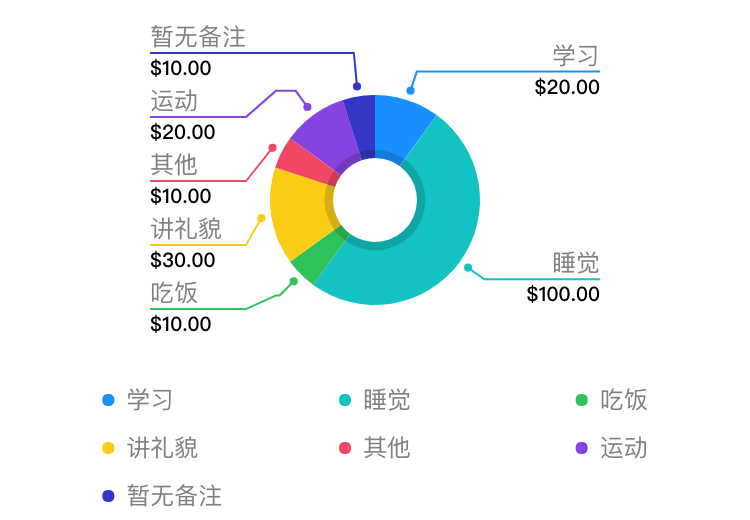 暂无备注
$10.00
运动
$20.00
其他
$10.00
讲礼貌
$30.00
吃饭
$10.00
学习
$20.00
睡觉
$100.00
学习
睡觉
吃饭
讲礼貌
其他
运动
暂无备注